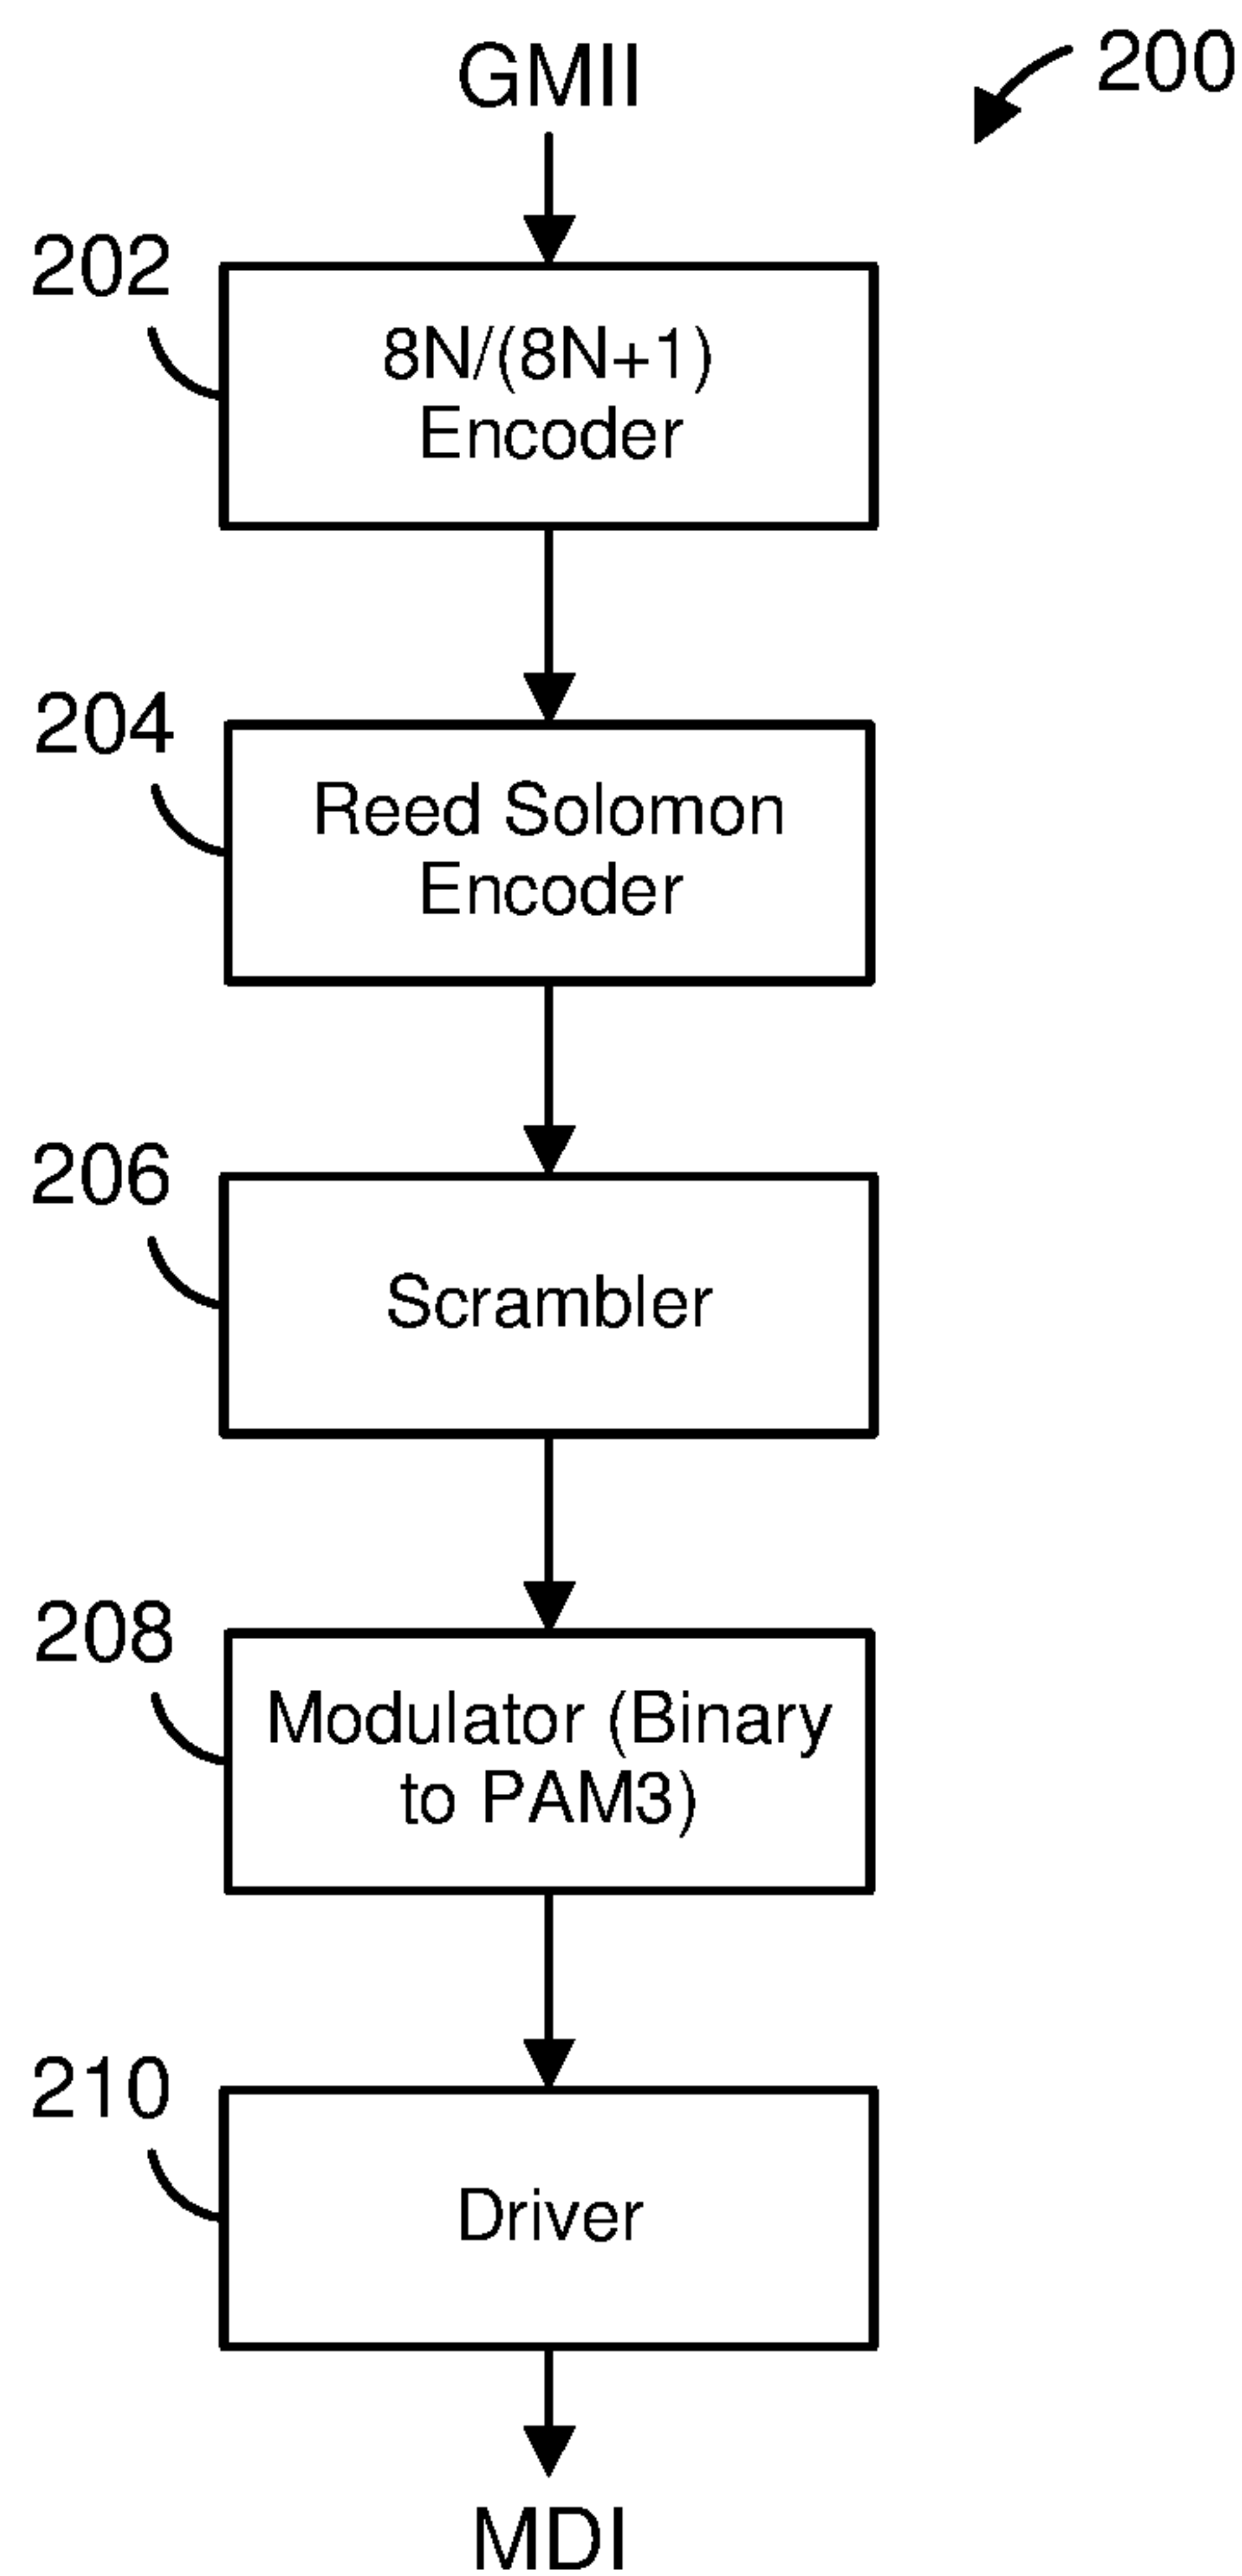 GMII
200
202
8N/(8N+1)
Encoder
204
Reed Solomon
Encoder
206
Scrambler
208
Modulator (Binary
to PAM3)
210
Driver
MDI